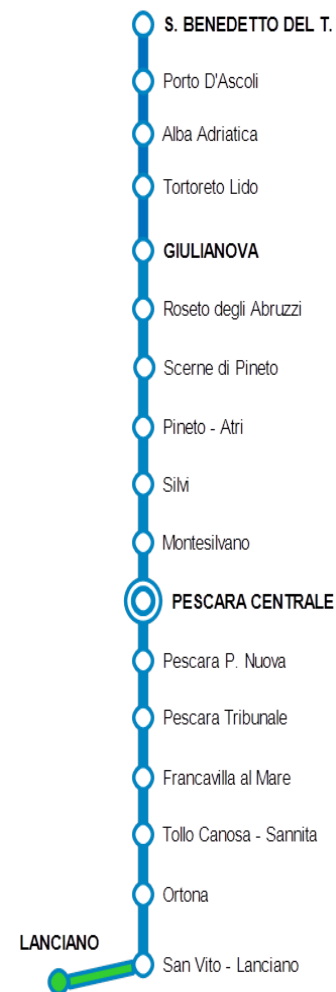 S. BENEDETTO DEL T.
Porto D'Ascoli
Alba Adriatica
Tortoreto Lido
GIULIANOVA
Roseto degli Abruzzi
Scerne di Pineto
Pineto - Atri
Silvi
Montesilvano
PESCARA CENTRALE
Pescara P. Nuova
Pescara Tribunale
Francavilla al Mare
Tollo Canosa - Sannita
Ortona
LANCIANO
San Vito - Lanciano